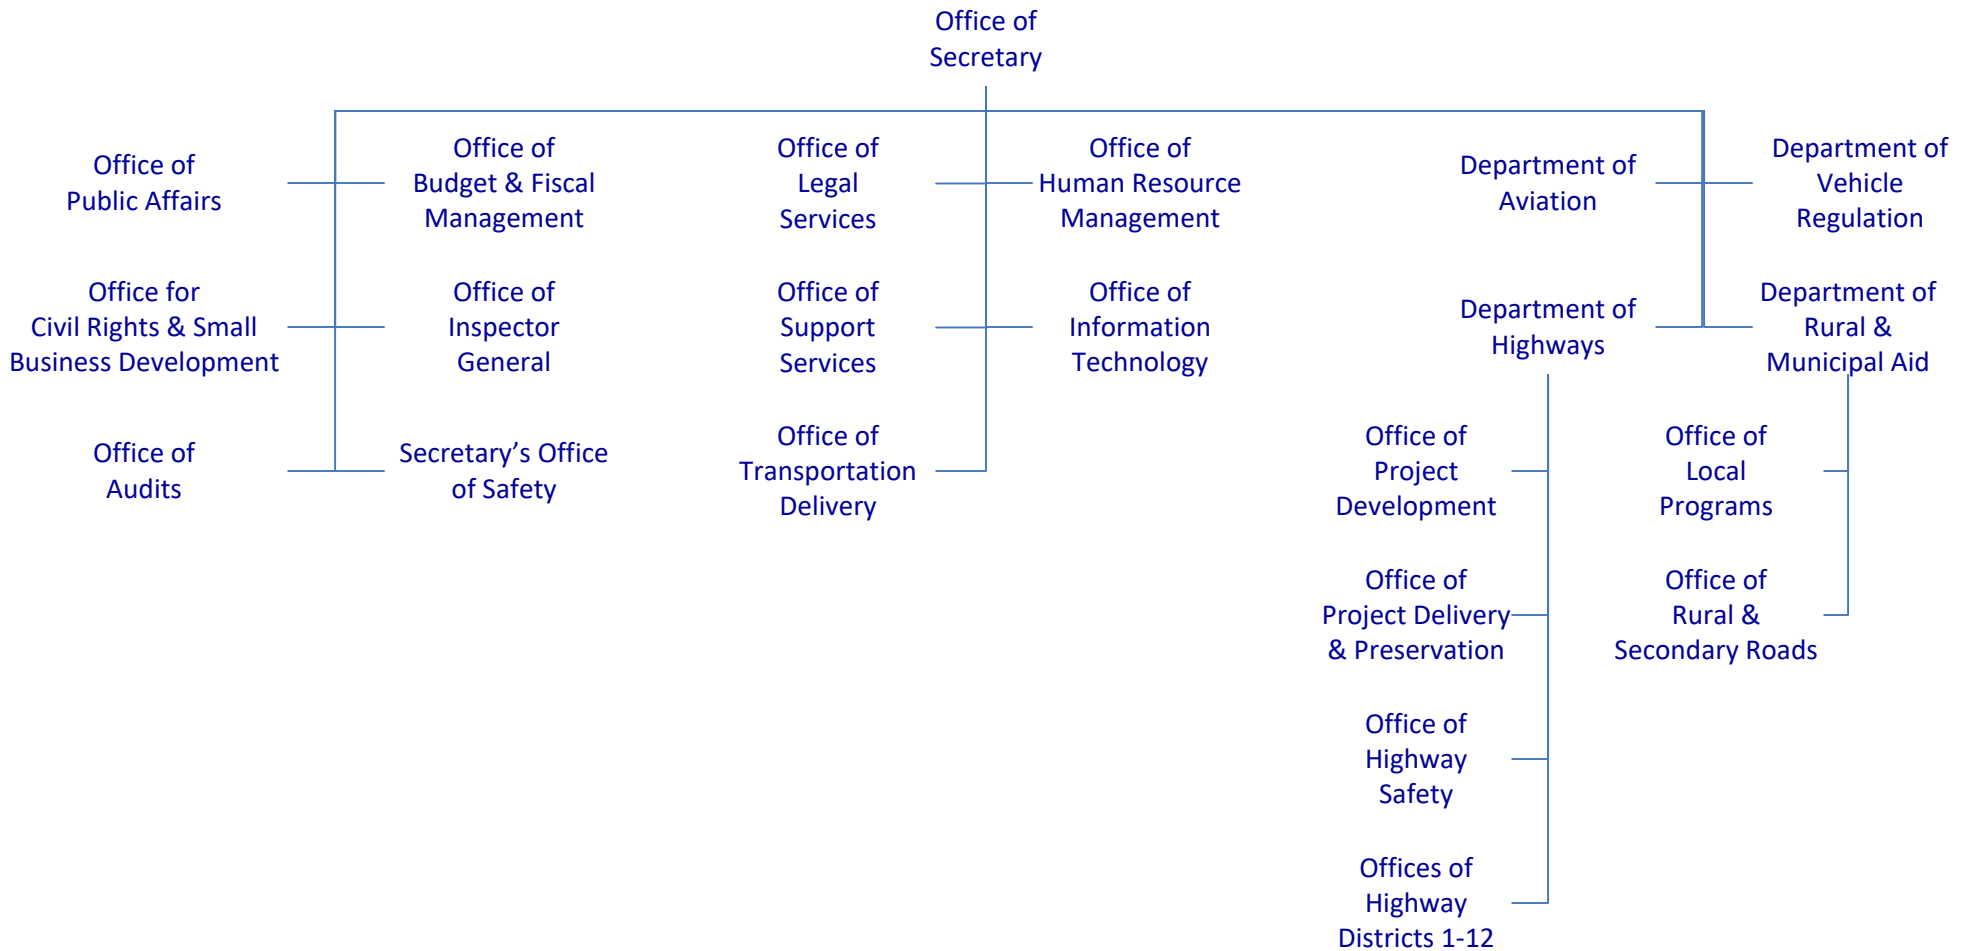 Office of
Secretary
Office of
Public Affairs
Office of
Budget & Fiscal
Management
Office of
Legal
Services
Office of
Human Resource
Management
Department of
Aviation
Department of
Vehicle
Regulation
Office for
Civil Rights & Small
Business Development
Office of
Inspector
General
Office of
Support
Services
Office of
Information
Technology
Department of
Highways
Department of
Rural &
Municipal Aid
Office of
Audits
Secretary’s Office
of Safety
Office of
Transportation
Delivery
Office of
Project
Development
Office of
Local
Programs
Office of
Project Delivery
& Preservation
Office of
Rural &
Secondary Roads
Office of
Highway
Safety
Offices of
Highway
Districts 1-12